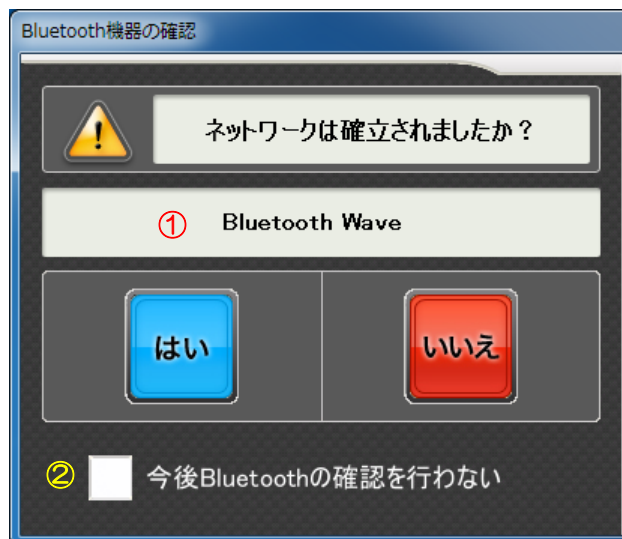 Bluetooth機器の確認
ネットワークは確立されましたか？
① Bluetooth Wave
はい いいえ
② 今後Bluetoothの確認を行わない